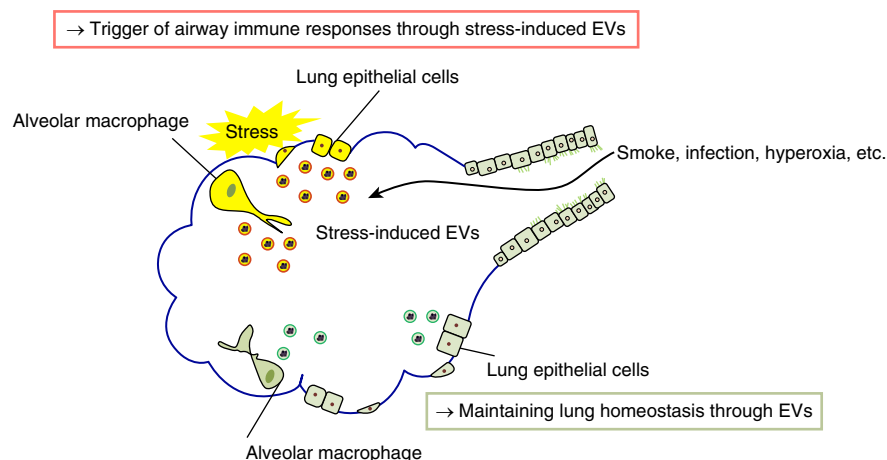 → Trigger of airway immune responses through stress-induced EVs
Lung epithelial cells
Alveolar macrophage
Stress
Smoke, infection, hyperoxia, etc.
Stress-induced EVs
Lung epithelial cells
→ Maintaining lung homeostasis through EVs
Alveolar macrophage